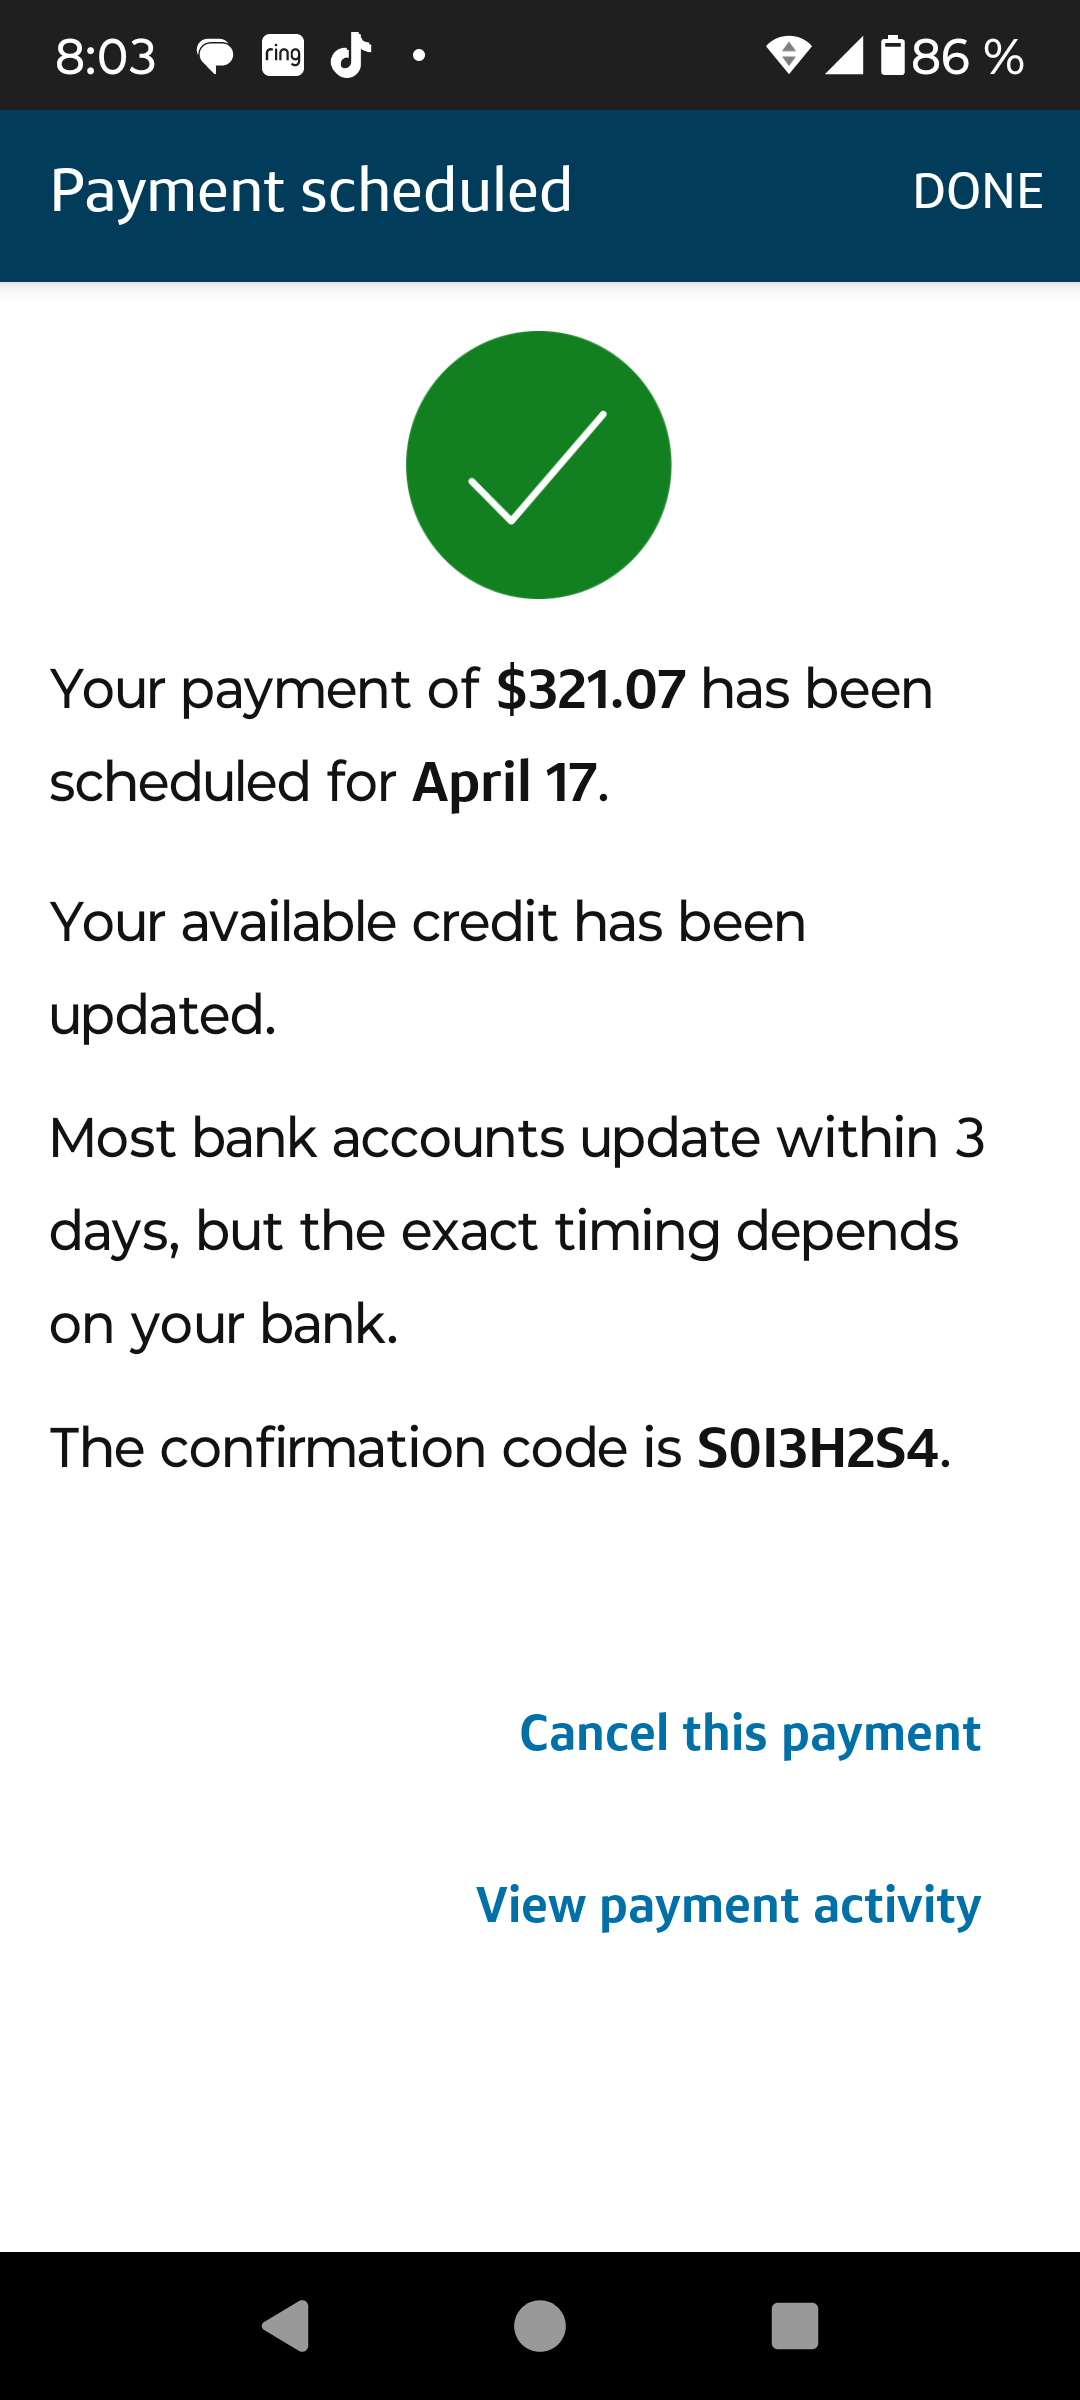 8:03 ring 86 %
Payment scheduled DONE
Your payment of $321.07 has been
scheduled for April 17.
Your available credit has been
updated.
Most bank accounts update within 3
days, but the exact timing depends
on your bank.
The confirmation code is S0I3H2S4.
Cancel this payment
View payment activity